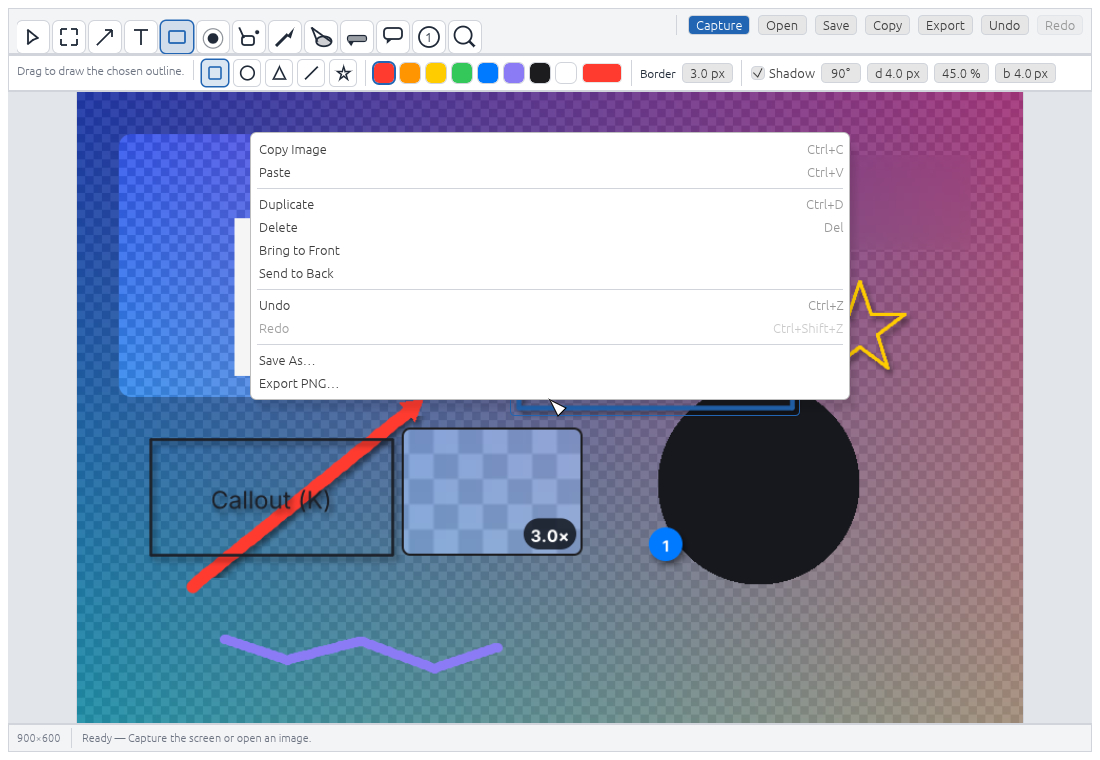 Capture Open Save Copy Export Undo Redo
Drag to draw the chosen outline. Border 3.0 px Shadow 90° d 4.0 px 45.0 % b 4.0 px
Copy Image Ctrl+C
Paste Ctrl+V
Duplicate Ctrl+D
Delete Del
Bring to Front
Send to Back
Undo Ctrl+Z
Redo Ctrl+Shift+Z
Save As…
Export PNG…
Callout (K)
3.0×
1
900×600 Ready — Capture the screen or open an image.